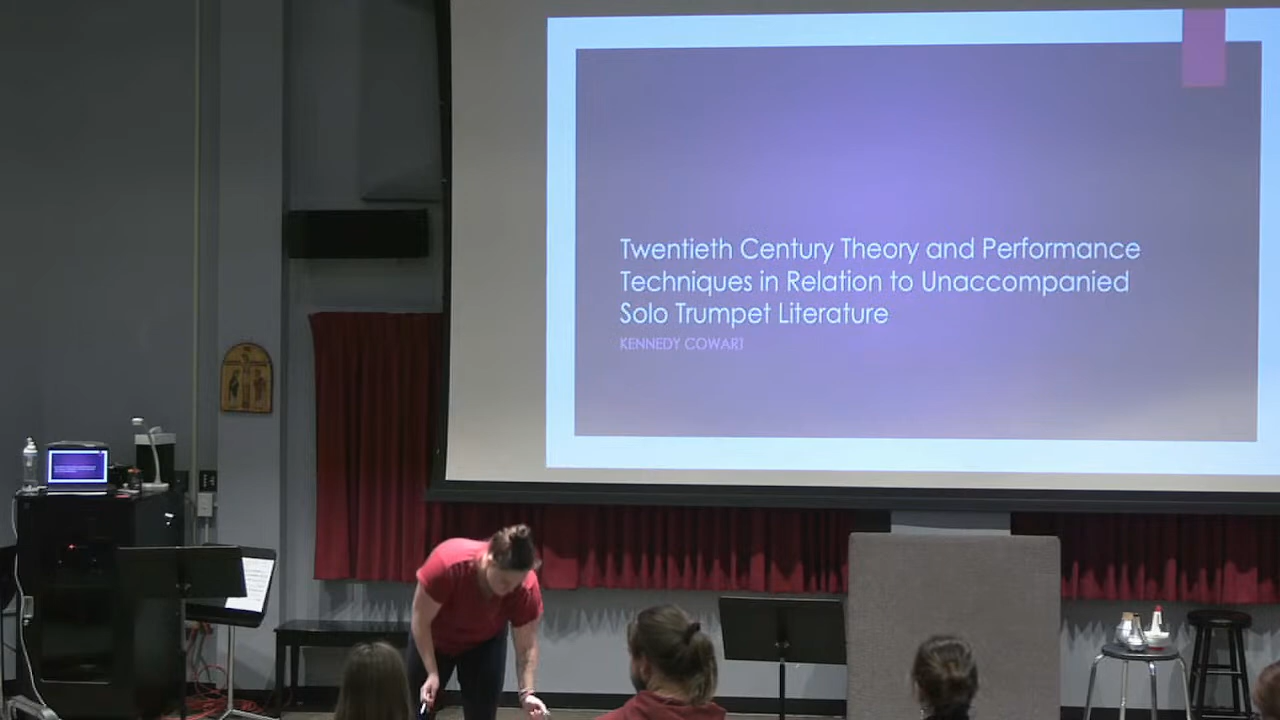 Twentieth Century Theory and Performance
Techniques in Relation to Unaccompanied
Solo Trumpet Literature
KENNEDY COWART